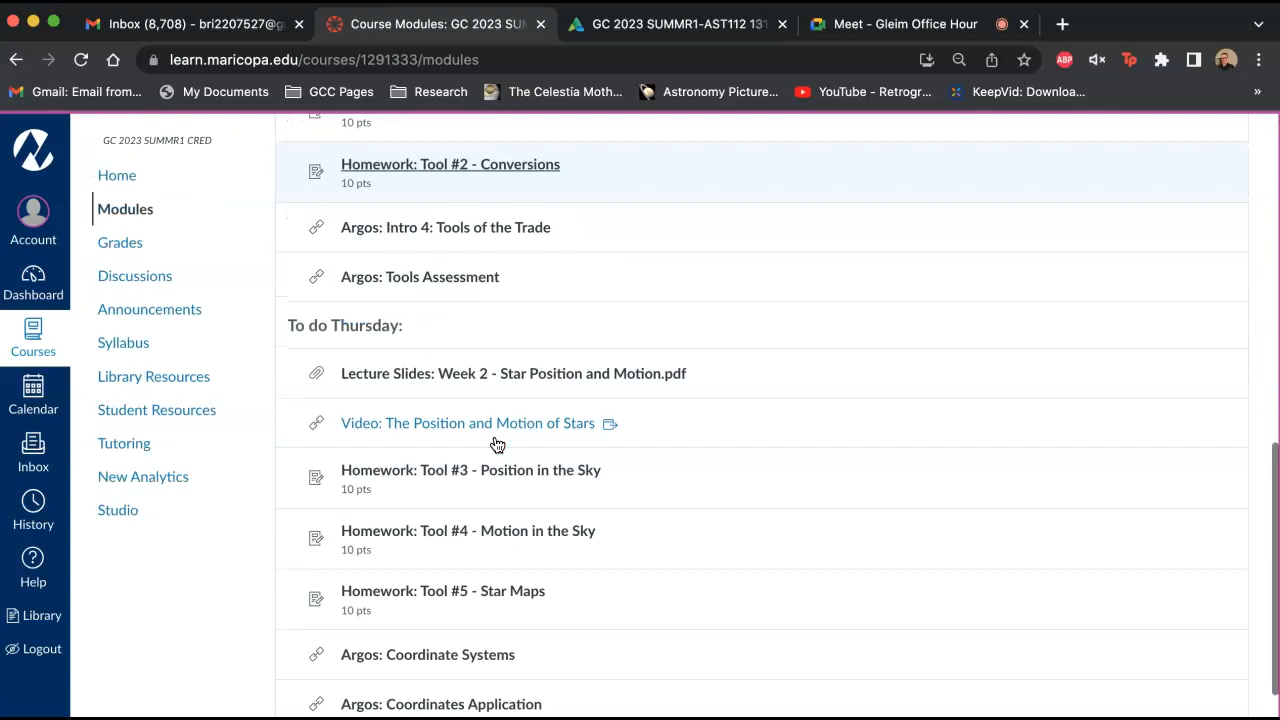 Inbox (8,708) - bri2207527@g
Course Modules: GC 2023 SUM
GC 2023 SUMMR1-AST112 131
Meet - Gleim Office Hour
learn.maricopa.edu/courses/1291333/modules
ABP
Tp
Gmail: Email from...
My Documents
GCC Pages
Research
The Celestia Moth...
Astronomy Picture...
YouTube - Retrogr...
KeepVid: Downloa...
»
Account
Dashboard
Courses
Calendar
Inbox
History
Help
Library
Logout
GC 2023 SUMMR1 CRED
Home
Modules
Grades
Discussions
Announcements
Syllabus
Library Resources
Student Resources
Tutoring
New Analytics
Studio
10 pts
Homework: Tool #2 - Conversions
10 pts
Argos: Intro 4: Tools of the Trade
Argos: Tools Assessment
To do Thursday:
Lecture Slides: Week 2 - Star Position and Motion.pdf
Video: The Position and Motion of Stars
Homework: Tool #3 - Position in the Sky
10 pts
Homework: Tool #4 - Motion in the Sky
10 pts
Homework: Tool #5 - Star Maps
10 pts
Argos: Coordinate Systems
Argos: Coordinates Application